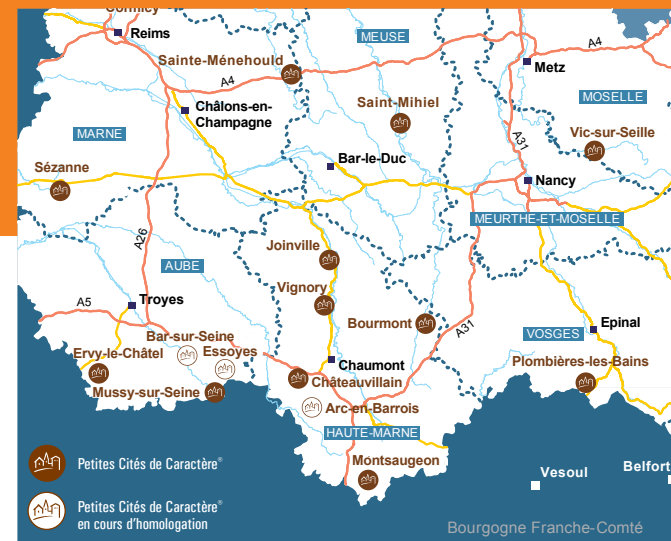 Cormicy
Reims
MEUSE
A4
Sainte-Ménehould
A4
Metz
MOSELLE
Châlons-en-
Champagne
Saint-Mihiel
MARNE
A31
Vic-sur-Seille
Bar-le-Duc
Sézanne
Nancy
MEURTHE-ET-MOSELLE
A26
Joinville
AUBE
Vignory
A5
Troyes
Bourmont
A31
Epinal
VOSGES
Bar-sur-Seine
Ervy-le-Châtel
Essoyes
Chaumont
Plombières-les-Bains
Châteauvillain
Mussy-sur-Seine
Arc-en-Barrois
HAUTE-MARNE
Montsaugeon
Petites Cités de Caractère®
Vesoul
Belfort
Petites Cités de Caractère®
en cours d'homologation
Bourgogne Franche-Comté